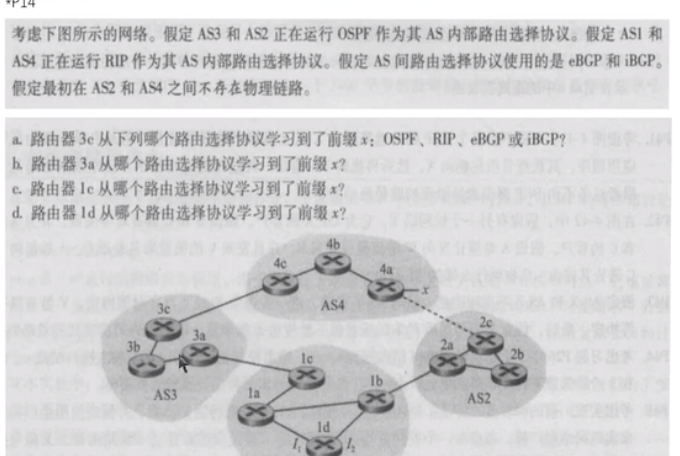 *P14
考虑下图所示的网络。假定 AS3 和 AS2 正在运行 OSPF 作为其 AS 内部路由选择协议。假定 AS1 和
AS4 正在运行 RIP 作为其 AS 内部路由选择协议。假定 AS 间路由选择协议使用的是 eBGP 和 iBGP。
假定最初在 AS2 和 AS4 之间不存在物理链路。
a. 路由器 3c 从下列哪个路由选择协议学习到了前缀 x：OSPF、RIP、eBGP 或 iBGP？
b. 路由器 3a 从哪个路由选择协议学习到了前缀 x？
c. 路由器 1c 从哪个路由选择协议学习到了前缀 x？
d. 路由器 1d 从哪个路由选择协议学习到了前缀 x？
4b
4c
4a
x
AS4
3c
3b
3a
2c
2a
2b
1c
AS3
AS2
1a
1b
1d
I₁
I₂